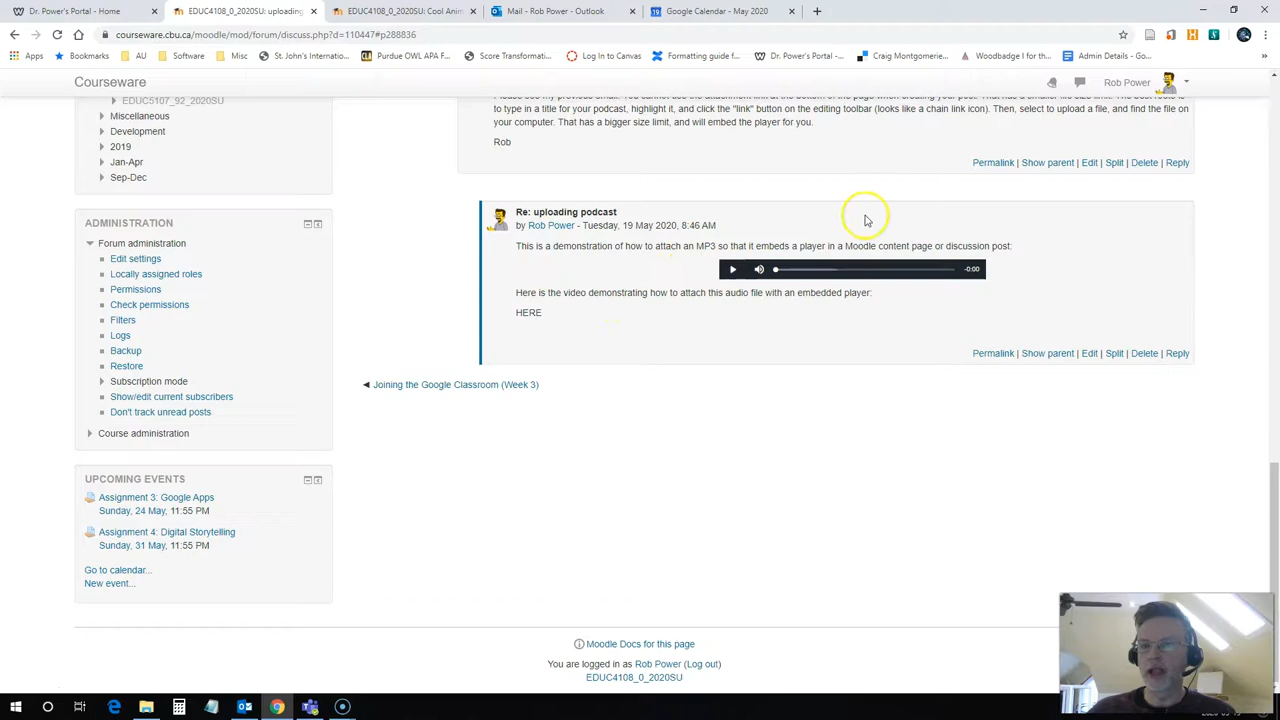 Dr. Power's Portal - Home
EDUC4108_0_2020SU: uploading
EDUC4108_0_2020SU: Cool Anim
Mail - Rob Power - Outlook
Google Calendar - May 2020
courseware.cbu.ca/moodle/mod/forum/discuss.php?d=110447#p288836
Apps
Bookmarks
AU
Software
Misc
St. John's Internatio...
Purdue OWL APA F...
Score Transformati...
Log In to Canvas
Formatting guide f...
Dr. Power's Portal -...
Craig Montgomerie...
Woodbadge I for th...
Admin Details - Go...
Courseware
Rob Power
EDUC5107_92_2020SU
Miscellaneous
Development
2019
Jan-Apr
Sep-Dec
to type in a title for your podcast, highlight it, and click the "link" button on the editing toolbar (looks like a chain link icon). Then, select to upload a file, and find the file on
your computer. That has a bigger size limit, and will embed the player for you.
Rob
Permalink | Show parent | Edit | Split | Delete | Reply
ADMINISTRATION
Forum administration
Edit settings
Locally assigned roles
Permissions
Check permissions
Filters
Logs
Backup
Restore
Subscription mode
Show/edit current subscribers
Don't track unread posts
Course administration
Re: uploading podcast
by Rob Power - Tuesday, 19 May 2020, 8:46 AM
This is a demonstration of how to attach an MP3 so that it embeds a player in a Moodle content page or discussion post:
-0:00
Here is the video demonstrating how to attach this audio file with an embedded player:
HERE
Permalink | Show parent | Edit | Split | Delete | Reply
Joining the Google Classroom (Week 3)
UPCOMING EVENTS
Assignment 3: Google Apps
Sunday, 24 May, 11:55 PM
Assignment 4: Digital Storytelling
Sunday, 31 May, 11:55 PM
Go to calendar...
New event...
Moodle Docs for this page
You are logged in as Rob Power (Log out)
EDUC4108_0_2020SU